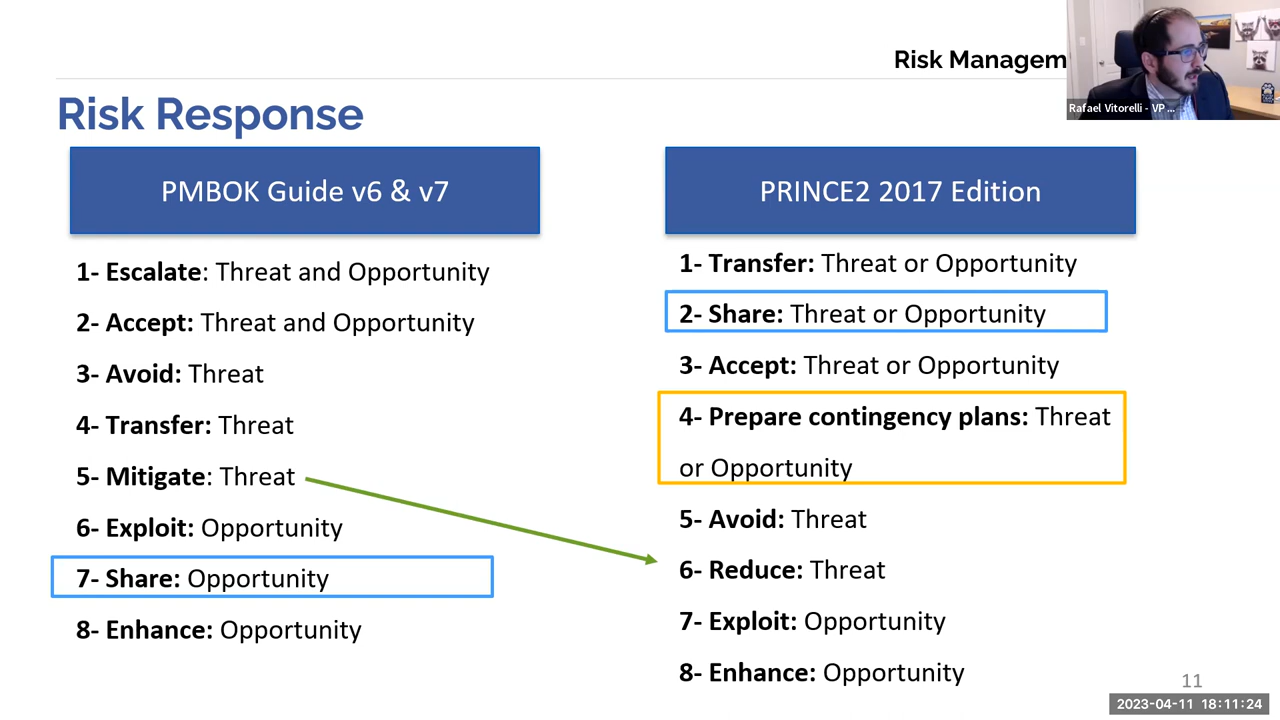 Risk Managem
Rafael Vitorelli - VP ...
Risk Response
PMBOK Guide v6 & v7
1- Escalate: Threat and Opportunity
2- Accept: Threat and Opportunity
3- Avoid: Threat
4- Transfer: Threat
5- Mitigate: Threat
6- Exploit: Opportunity
7- Share: Opportunity
8- Enhance: Opportunity
PRINCE2 2017 Edition
1- Transfer: Threat or Opportunity
2- Share: Threat or Opportunity
3- Accept: Threat or Opportunity
4- Prepare contingency plans: Threat
or Opportunity
5- Avoid: Threat
6- Reduce: Threat
7- Exploit: Opportunity
8- Enhance: Opportunity
11
2023-04-11 18:11:24